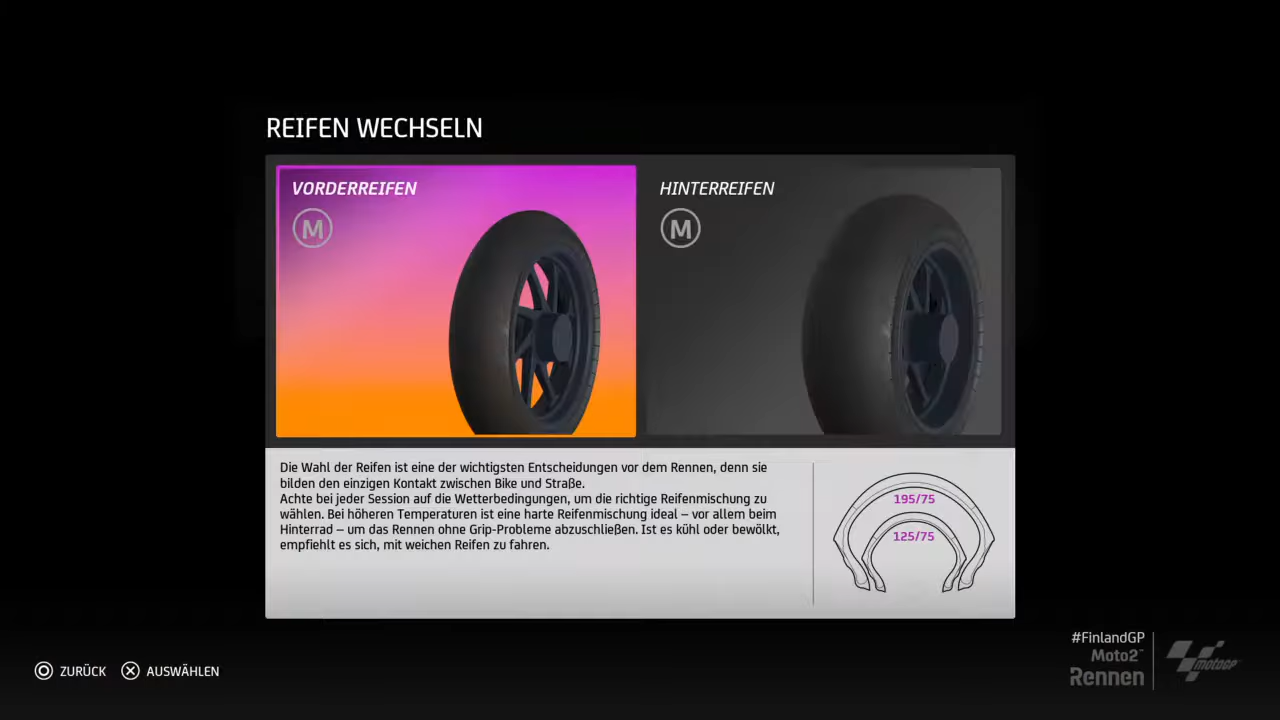 REIFEN WECHSELN
VORDERREIFEN
M
HINTERREIFEN
M
Die Wahl der Reifen ist eine der wichtigsten Entscheidungen vor dem Rennen, denn sie
bilden den einzigen Kontakt zwischen Bike und Straße.
Achte bei jeder Session auf die Wetterbedingungen, um die richtige Reifenmischung zu
wählen. Bei höheren Temperaturen ist eine harte Reifenmischung ideal – vor allem beim
Hinterrad – um das Rennen ohne Grip-Probleme abzuschließen. Ist es kühl oder bewölkt,
empfiehlt es sich, mit weichen Reifen zu fahren.
195/75
125/75
ZURÜCK
AUSWÄHLEN
#FinlandGP
Moto2™
Rennen
motoGP